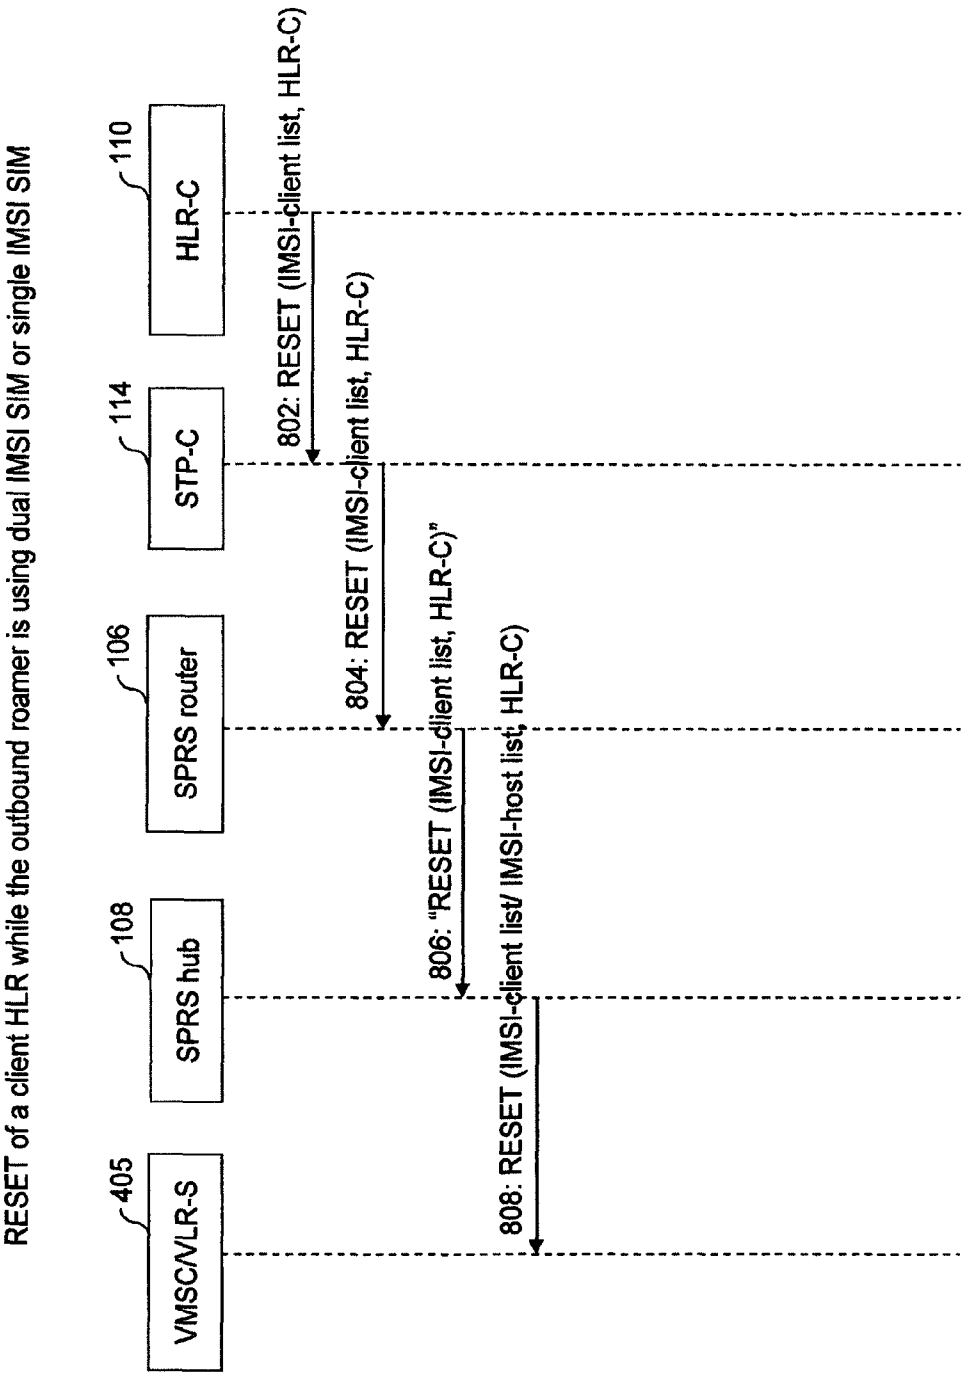 RESET of a client HLR while the outbound roamer is using dual IMSI SIM or single IMSI SIM
405
108
106
114
110
VMSC/VLR-S
SPRS hub
SPRS router
STP-C
HLR-C
802: RESET (IMSI-client list, HLR-C)
804: RESET (IMSI-client list, HLR-C)
806: "RESET (IMSI-client list, HLR-C)"
808: RESET (IMSI-client list/ IMSI-host list, HLR-C)